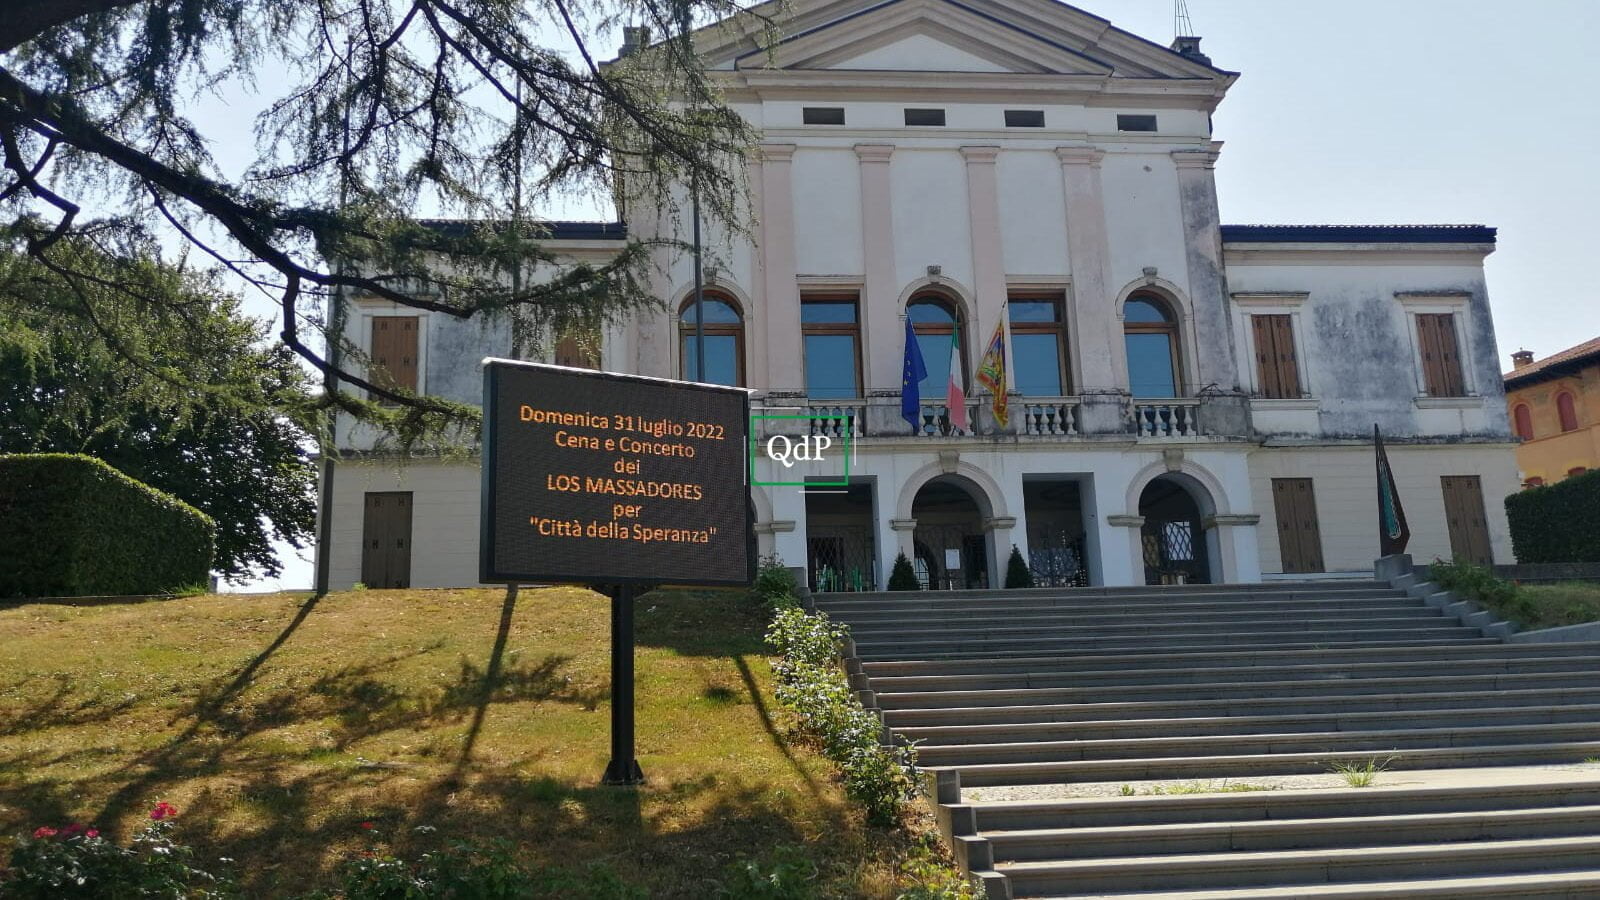 Domenica 31 luglio 2022
Cena e Concerto
dei
LOS MASSADORES
per
"Città della Speranza"
QdP